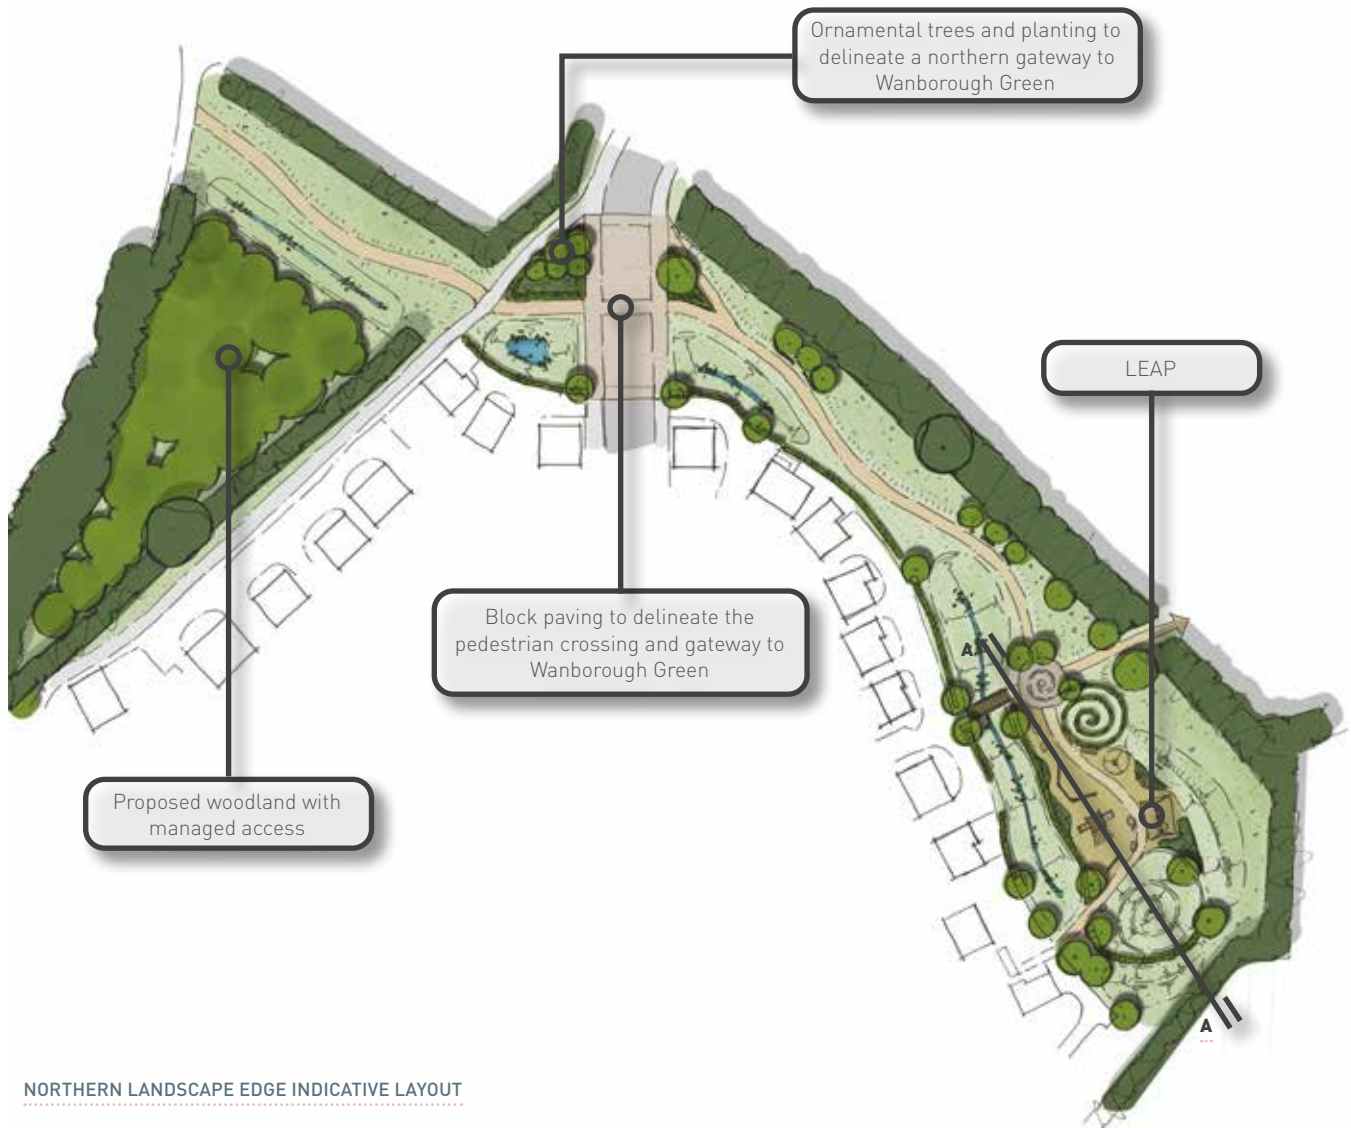 Ornamental trees and planting to
delineate a northern gateway to
Wanborough Green
LEAP
Block paving to delineate the
pedestrian crossing and gateway to
Wanborough Green
A
Proposed woodland with
managed access
A
NORTHERN LANDSCAPE EDGE INDICATIVE LAYOUT